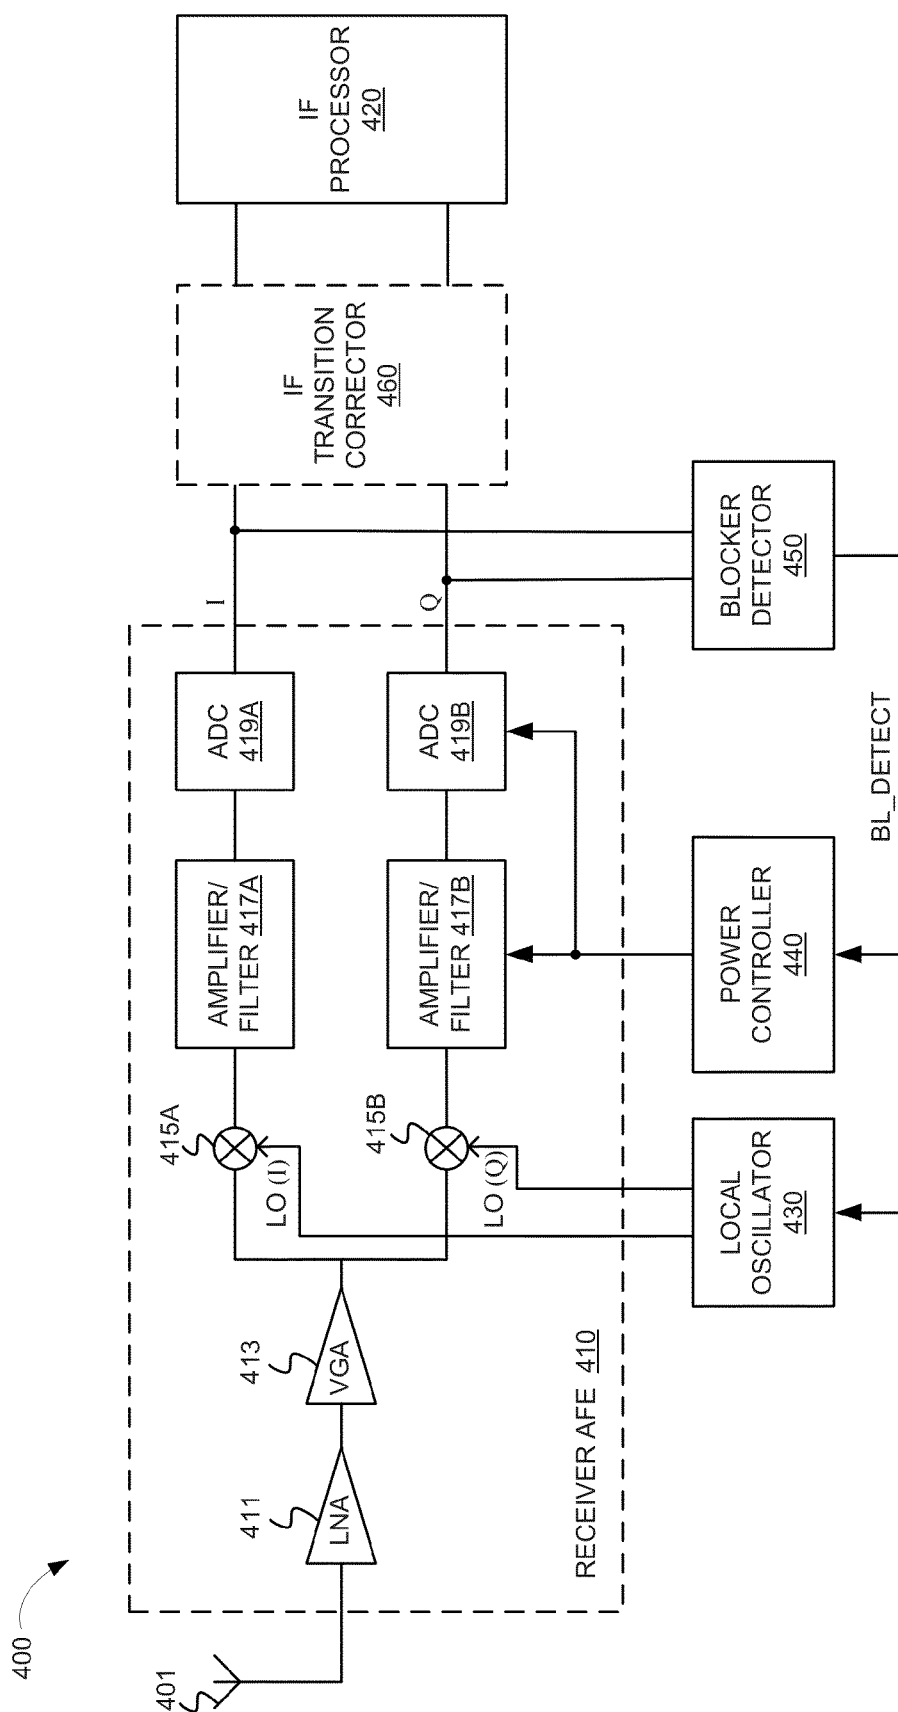 400
401
411
LNA
413
VGA
RECEIVER AFE 410
415A
LO (I)
415B
LO (Q)
AMPLIFIER/
FILTER 417A
AMPLIFIER/
FILTER 417B
ADC
419A
ADC
419B
I
Q
IF
TRANSITION
CORRECTOR
460
IF
PROCESSOR
420
LOCAL
OSCILLATOR
430
POWER
CONTROLLER
440
BLOCKER
DETECTOR
450
BL_DETECT